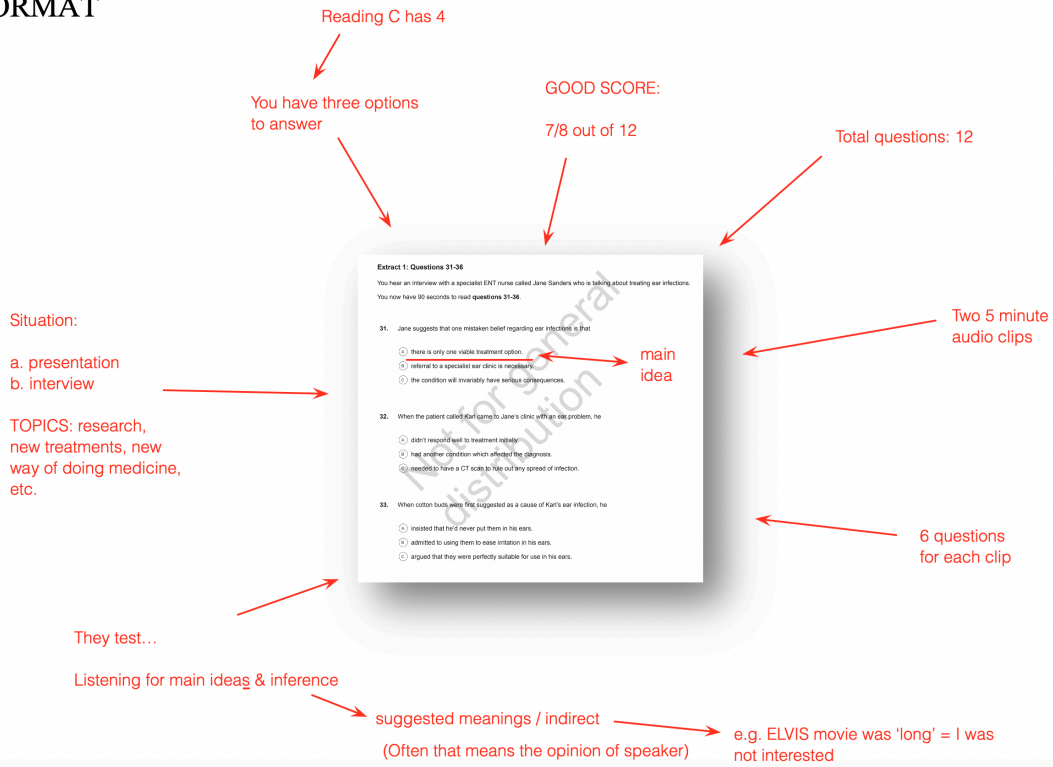 ORMAT
Reading C has 4
You have three options
to answer
GOOD SCORE:
7/8 out of 12
Total questions: 12
Situation:
a. presentation
b. interview
TOPICS: research,
new treatments, new
way of doing medicine,
etc.
Extract 1: Questions 31-36
You hear an interview with a specialist ENT nurse called Jane Sanders who is talking about treating ear infections.
You now have 90 seconds to read questions 31-36.
31. Jane suggests that one mistaken belief regarding ear infections is that
A there is only one viable treatment option.
B referral to a specialist ear clinic is necessary.
C the condition will invariably have serious consequences.
32. When the patient called Karl came to Jane's clinic with an ear problem, he
A didn't respond well to treatment initially.
B had another condition which affected the diagnosis.
C needed to have a CT scan to rule out any spread of infection.
33. When cotton buds were first suggested as a cause of Karl's ear infection, he
A insisted that he'd never put them in his ears.
B admitted to using them to ease irritation in his ears.
C argued that they were perfectly suitable for use in his ears.
Not for general
distribution
main
idea
Two 5 minute
audio clips
6 questions
for each clip
They test…
Listening for main ideas & inference
suggested meanings / indirect
(Often that means the opinion of speaker)
e.g. ELVIS movie was 'long' = I was
not interested